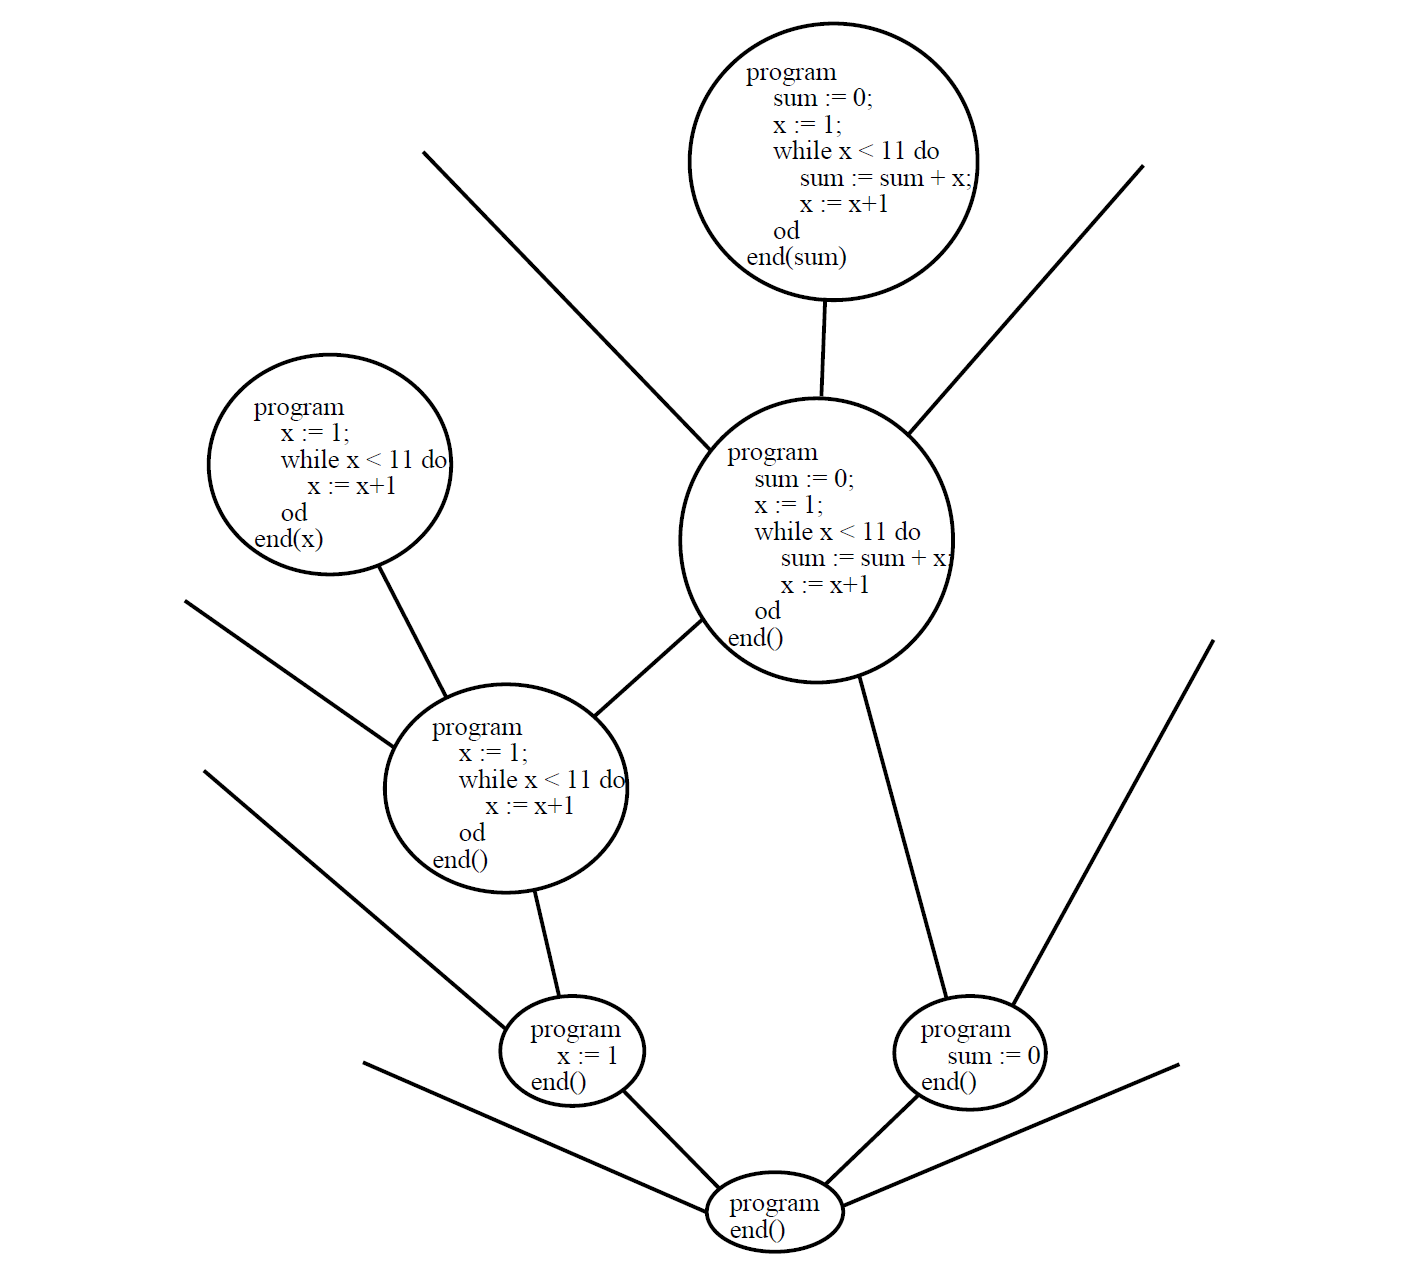 program
sum := 0;
x := 1;
while x < 11 do
sum := sum + x;
x := x+1
od
end(sum)
program
x := 1;
while x < 11 do
x := x+1
od
end(x)
program
sum := 0;
x := 1;
while x < 11 do
sum := sum + x;
x := x+1
od
end()
program
x := 1;
while x < 11 do
x := x+1
od
end()
program
x := 1
end()
program
sum := 0
end()
program
end()